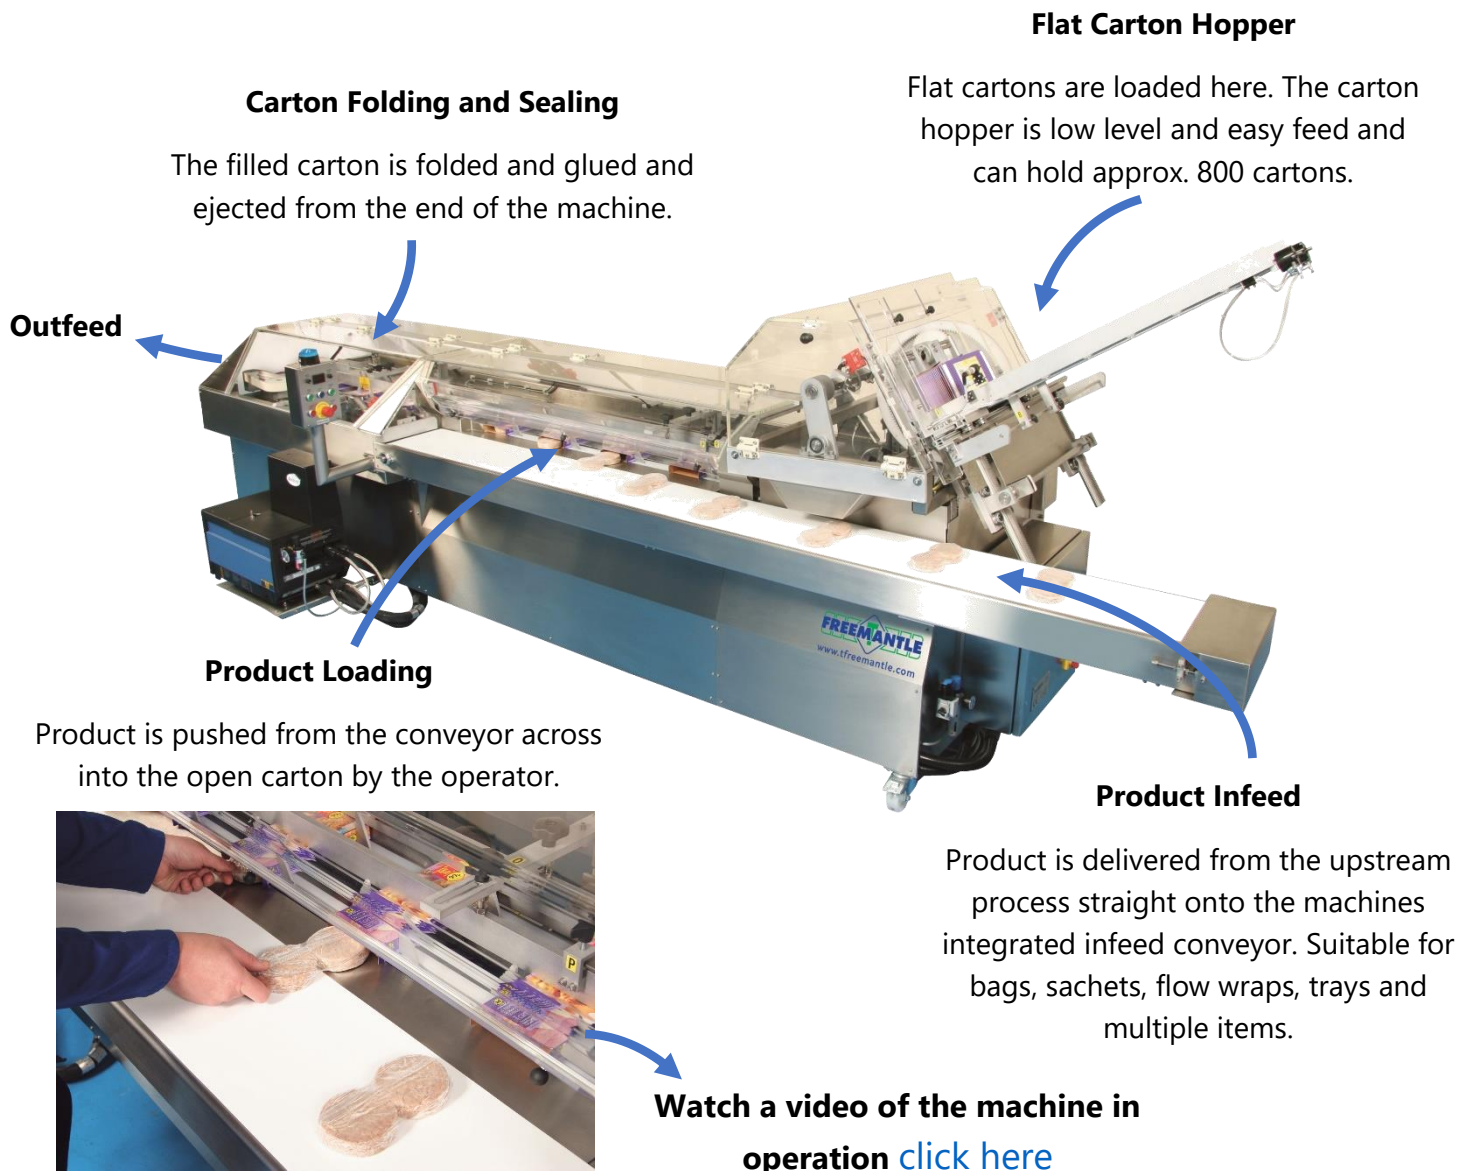 Flat Carton Hopper
Flat cartons are loaded here. The carton
hopper is low level and easy feed and
can hold approx. 800 cartons.
Carton Folding and Sealing
The filled carton is folded and glued and
ejected from the end of the machine.
Outfeed
FREEMANTLE
www.tfreemantle.com
Product Loading
Product is pushed from the conveyor across
into the open carton by the operator.
P
Product Infeed
Product is delivered from the upstream
process straight onto the machines
integrated infeed conveyor. Suitable for
bags, sachets, flow wraps, trays and
multiple items.
Watch a video of the machine in
operation click here